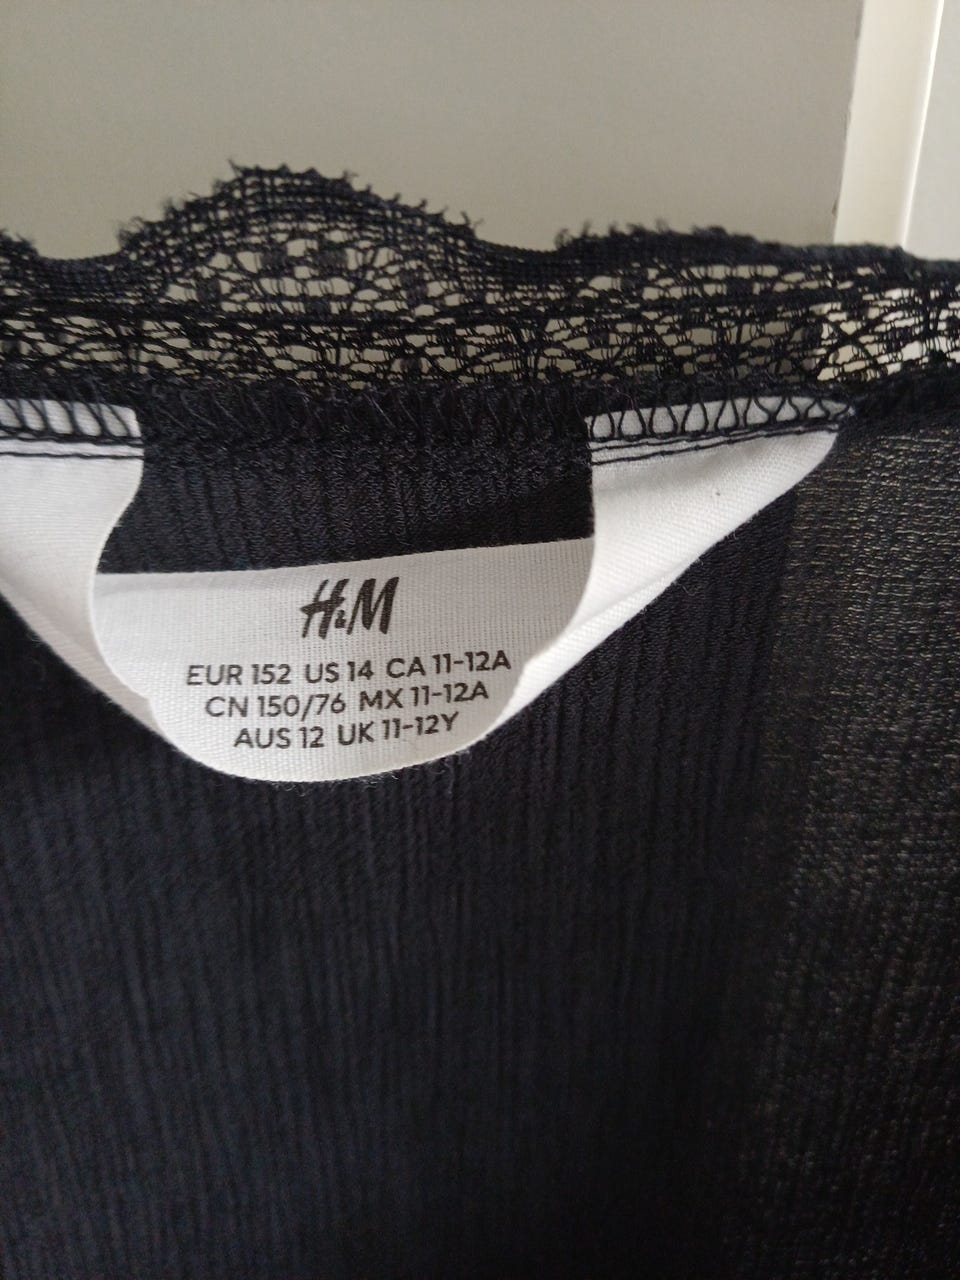 H&M
EUR 152 US 14 CA 11-12A
CN 150/76 MX 11-12A
AUS 12 UK 11-12Y